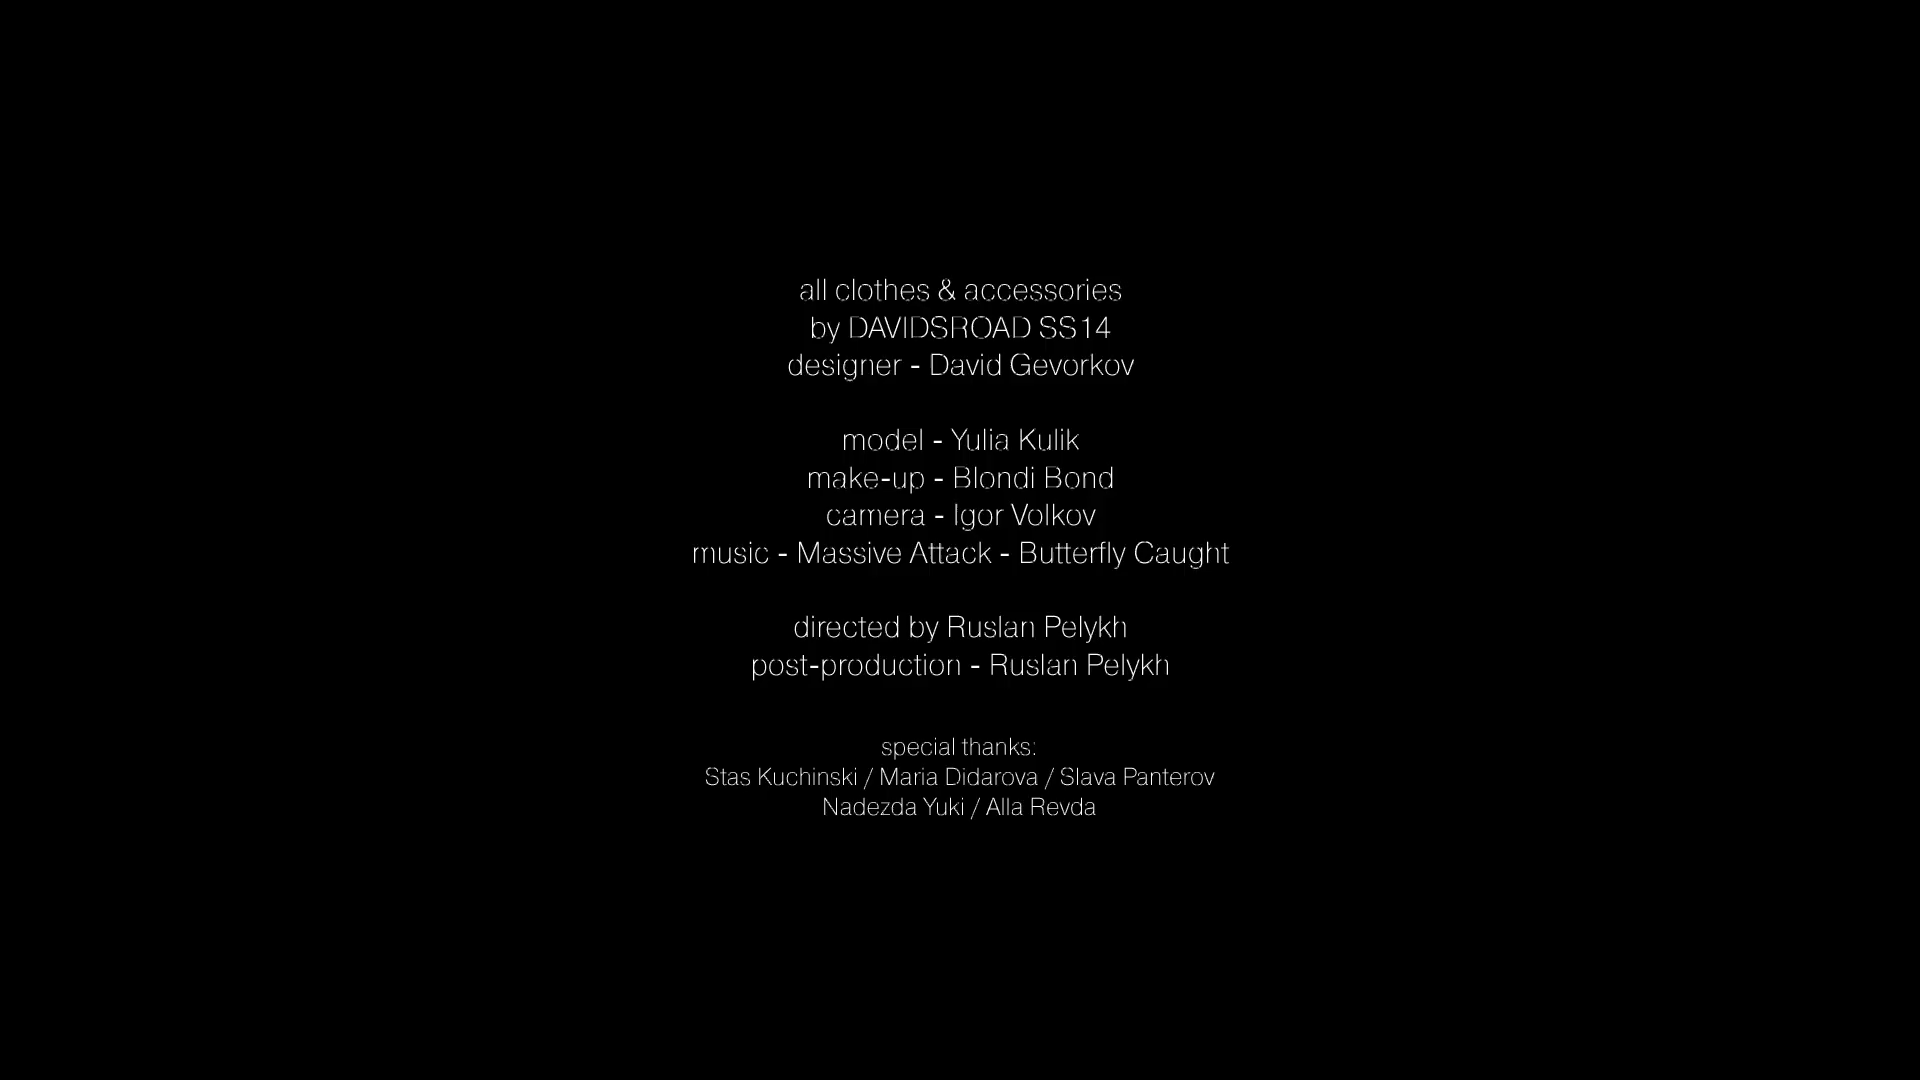 all clothes & accessories
by DAVIDSROAD SS14
designer - David Gevorkov
model - Yulia Kulik
make-up - Blondi Bond
camera - Igor Volkov
music - Massive Attack - Butterfly Caught
directed by Ruslan Pelykh
post-production - Ruslan Pelykh
special thanks:
Stas Kuchinski / Maria Didarova / Slava Panterov
Nadezda Yuki / Alla Revda